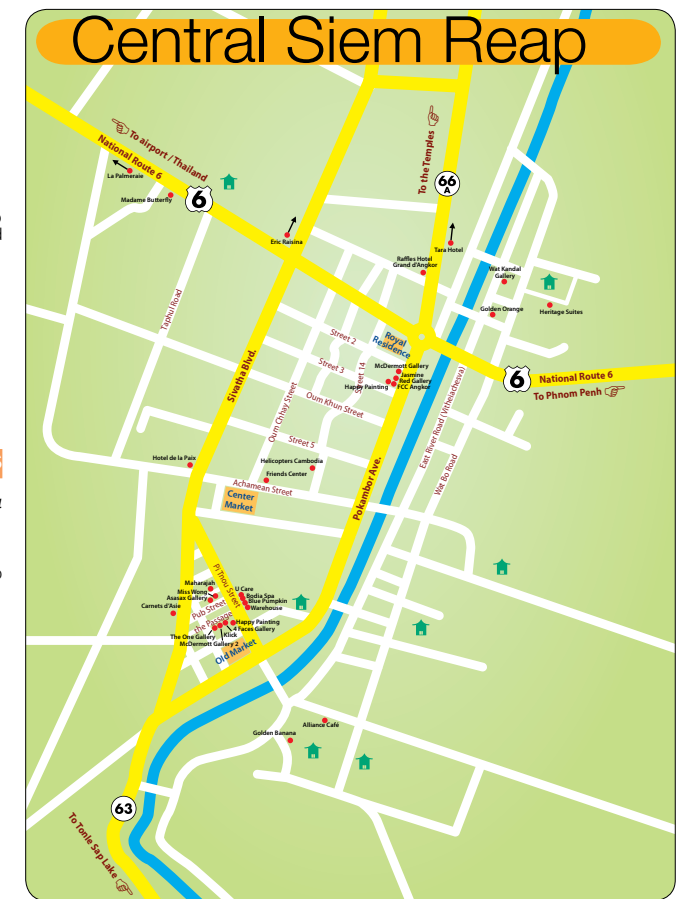 Central Siem Reap
To airport / Thailand
National Route 6
La Palmeraie
Madame Butterfly
6
To the Temples
66
A
Eric Raisina
Tara Hotel
Raffles Hotel
Grand d'Angkor
Wat Kandal
Gallery
Golden Orange
Heritage Suites
Taphul Road
Sivatha Blvd.
Street 2
Royal
Residence
Street 3
Street 14
McDermott Gallery
Jasmine
Red Gallery
Happy Painting
FCC Angkor
6
National Route 6
To Phnom Penh
Oum Chhay Street
Oum Khun Street
East River Road (Vitheiachesva)
Wat Bo Road
Street 5
Hotel de la Paix
Helicopters Cambodia
Friends Center
Achamean Street
Center
Market
Pokambor Ave.
Pi Tnou Street
Maharajah
Miss Wong
Asasax Gallery
U Care
Bodia Spa
Blue Pumpkin
Warehouse
Carnets d'Asie
Pub Street
the Passage
Happy Painting
4 Faces Gallery
Klick
The One Gallery
McDermott Gallery 2
Old Market
Alliance Café
Golden Banana
63
To Tonle Sap Lake